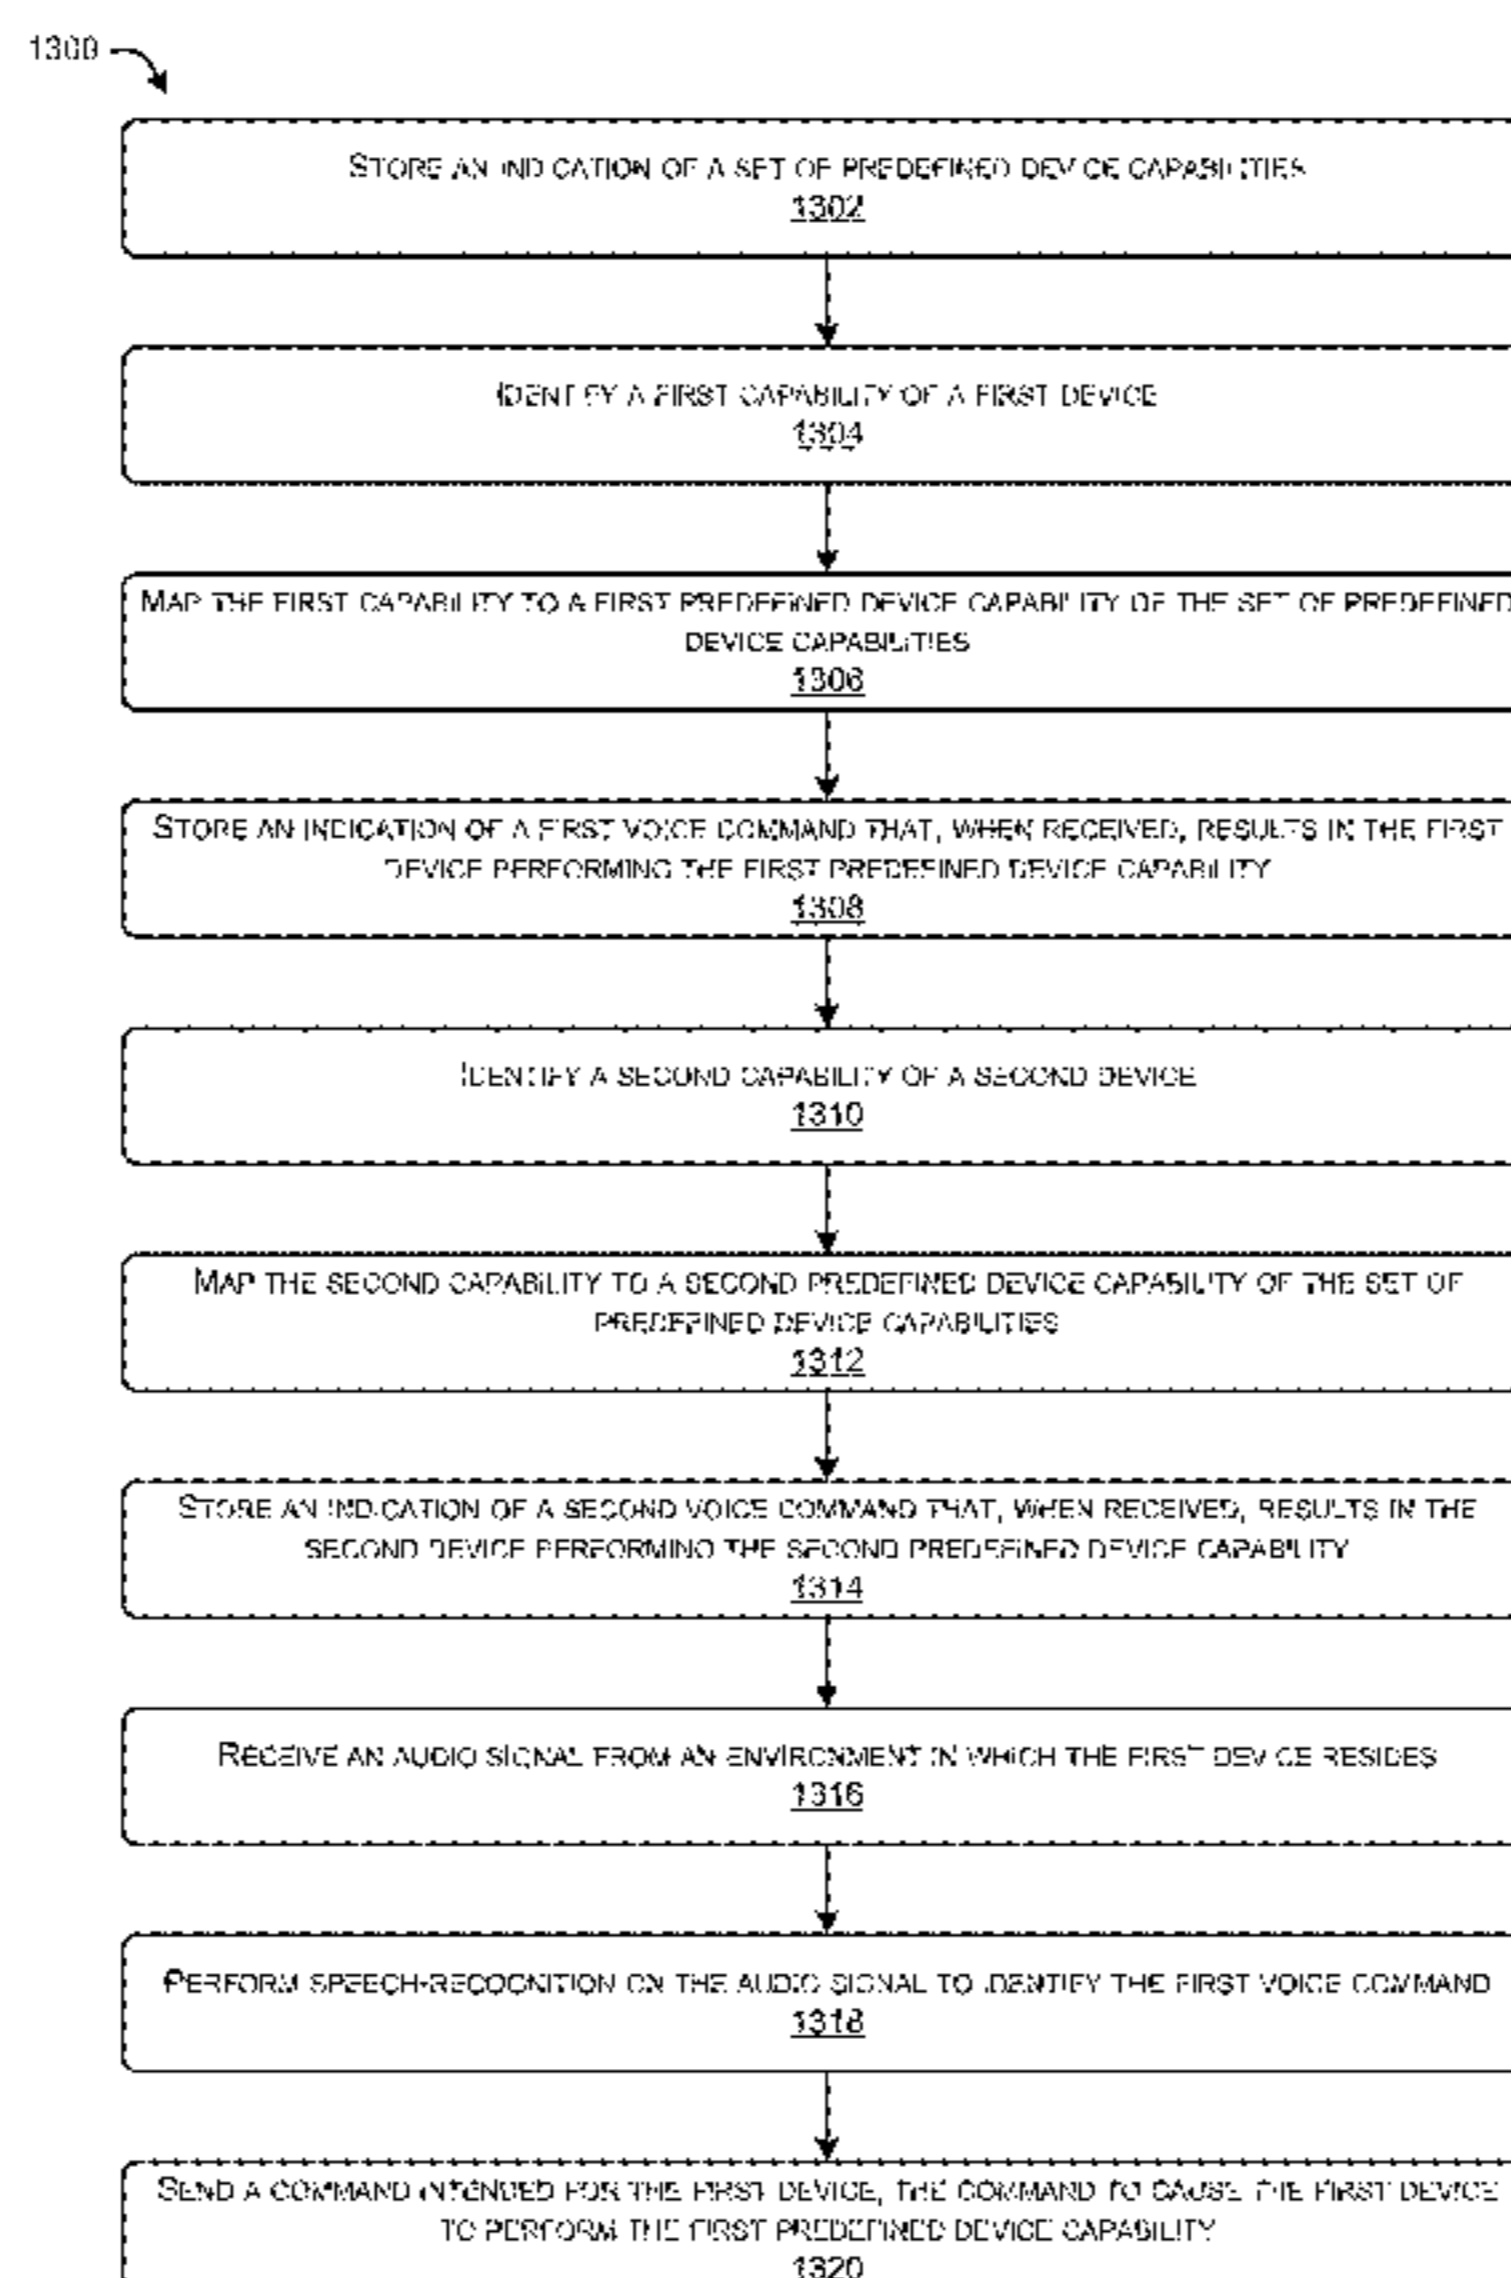 1300
STORE AN INDICATION OF A SET OF PREDEFINED DEVICE CAPABILITIES
1302
IDENTIFY A FIRST CAPABILITY OF A FIRST DEVICE
1304
MAP THE FIRST CAPABILITY TO A FIRST PREDEFINED DEVICE CAPABILITY OF THE SET OF PREDEFINED
DEVICE CAPABILITIES
1306
STORE AN INDICATION OF A FIRST VOICE COMMAND THAT, WHEN RECEIVED, RESULTS IN THE FIRST
DEVICE PERFORMING THE FIRST PREDEFINED DEVICE CAPABILITY
1308
IDENTIFY A SECOND CAPABILITY OF A SECOND DEVICE
1310
MAP THE SECOND CAPABILITY TO A SECOND PREDEFINED DEVICE CAPABILITY OF THE SET OF
PREDEFINED DEVICE CAPABILITIES
1312
STORE AN INDICATION OF A SECOND VOICE COMMAND THAT, WHEN RECEIVED, RESULTS IN THE
SECOND DEVICE PERFORMING THE SECOND PREDEFINED DEVICE CAPABILITY
1314
RECEIVE AN AUDIO SIGNAL FROM AN ENVIRONMENT IN WHICH THE FIRST DEVICE RESIDES
1316
PERFORM SPEECH-RECOGNITION ON THE AUDIO SIGNAL TO IDENTIFY THE FIRST VOICE COMMAND
1318
SEND A COMMAND INTENDED FOR THE FIRST DEVICE, THE COMMAND TO CAUSE THE FIRST DEVICE
TO PERFORM THE FIRST PREDEFINED DEVICE CAPABILITY
1320